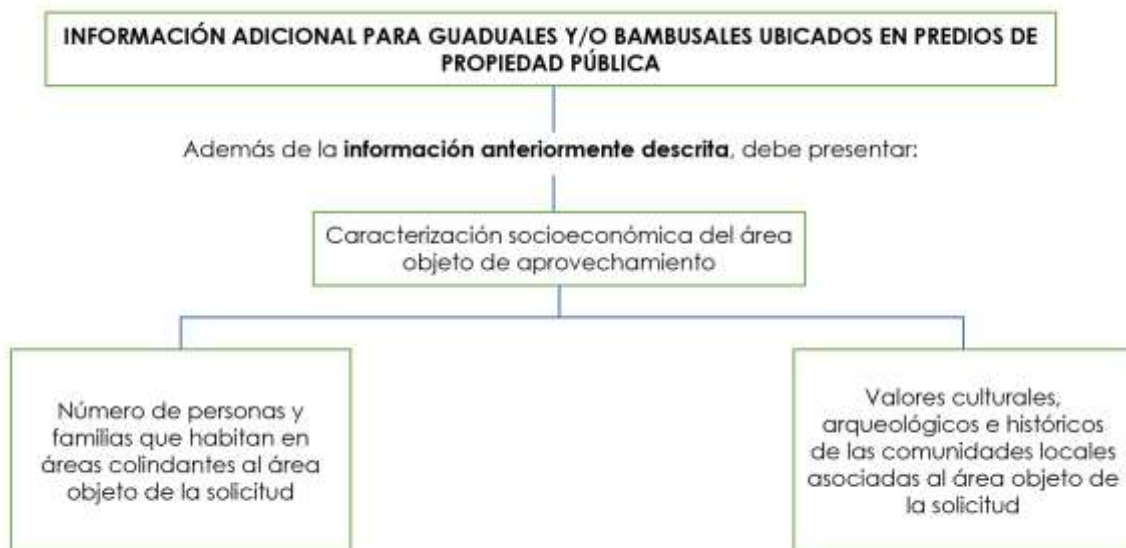 INFORMACIÓN ADICIONAL PARA GUADUALES Y/O BAMBUSALES UBICADOS EN PREDIOS DE
PROPIEDAD PÚBLICA
Además de la información anteriormente descrita, debe presentar:
Caracterización socioeconómica del área
objeto de aprovechamiento
Número de personas y
familias que habitan en
áreas colindantes al área
objeto de la solicitud
Valores culturales,
arqueológicos e históricos
de las comunidades locales
asociadas al área objeto de
la solicitud